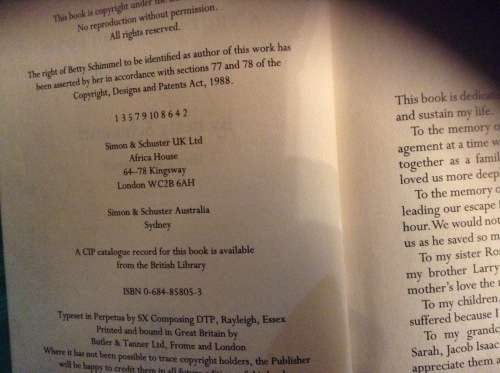 This book is copyright under the
No reproduction without permission.
All rights reserved.
The right of Betty Schimmel to be identified as author of this work has
been asserted by her in accordance with sections 77 and 78 of the
Copyright, Designs and Patents Act, 1988.
1 3 5 7 9 10 8 6 4 2
Simon & Schuster UK Ltd
Africa House
64–78 Kingsway
London WC2B 6AH
Simon & Schuster Australia
Sydney
A CIP catalogue record for this book is available
from the British Library
ISBN 0-684-85805-3
Typeset in Perpetua by SX Composing DTP, Rayleigh, Essex
Printed and bound in Great Britain by
Butler & Tanner Ltd, Frome and London
Where it has not been possible to trace copyright holders, the Publisher
will be happy to credit them in all future
This book is
and sustain my life.
To the memory
agement at a time
together as a
loved us more
To the memory
leading our escape
hour. We would not
us as he saved so
To my sister
my brother Larry
mother's love the
To my children,
suffered because I
To my
Sarah, Jacob Isaac
appreciate them